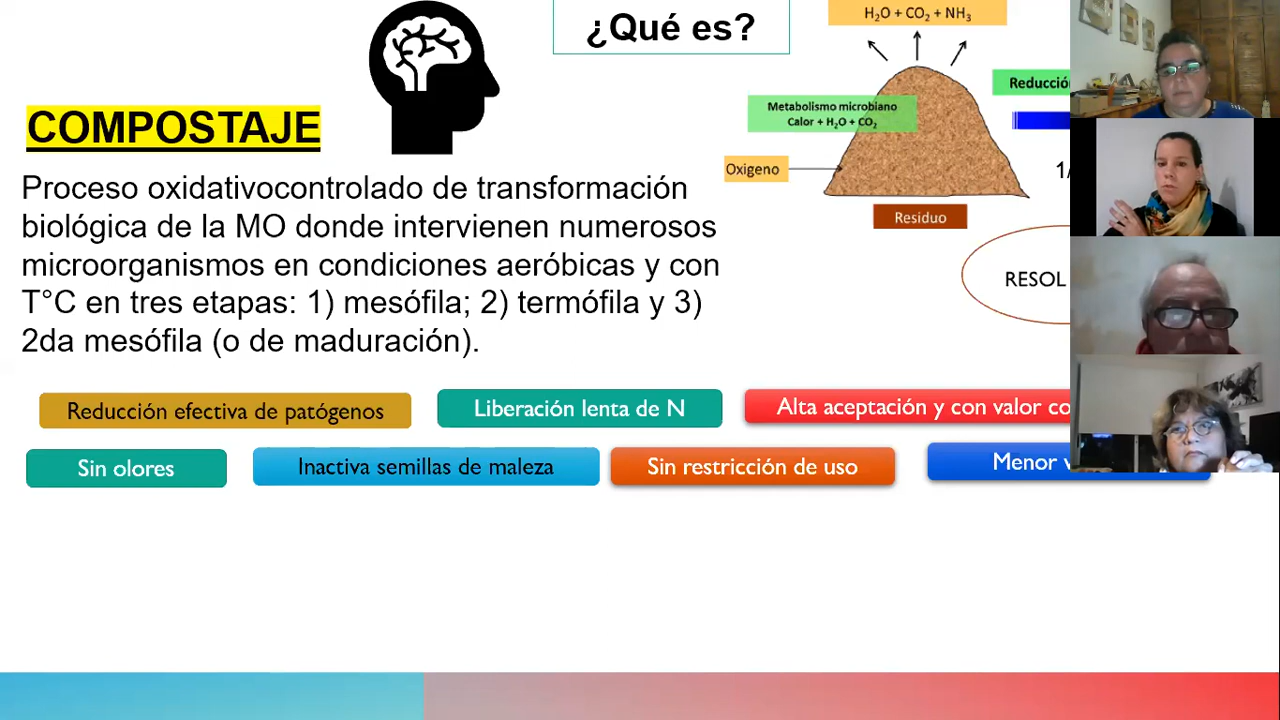 ¿Qué es?
COMPOSTAJE
Proceso oxidativocontrolado de transformación
biológica de la MO donde intervienen numerosos
microorganismos en condiciones aeróbicas y con
T°C en tres etapas: 1) mesófila; 2) termófila y 3)
2da mesófila (o de maduración).
H₂O + CO₂ + NH₃
Metabolismo microbiano
Calor + H₂O + CO₂
Oxigeno
Residuo
1/
Reducción efectiva de patógenos
Liberación lenta de N
Alta aceptación y con valor
Sin olores
Inactiva semillas de maleza
Sin restricción de uso
Menor